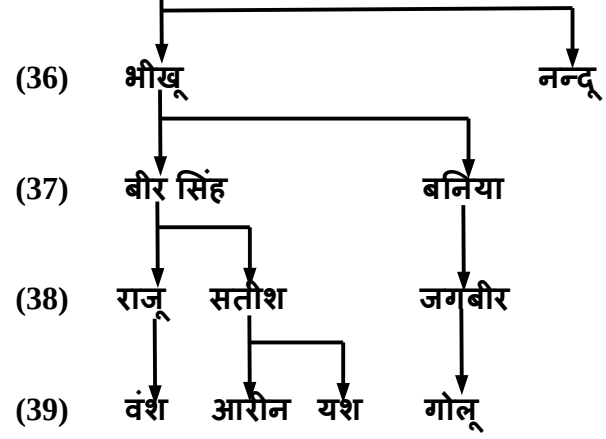 (36) भीखू नन्दू
(37) बीर सिंह बनिया
(38) राजू सतीश जगबीर
(39) वंश आरीन यश गोलू